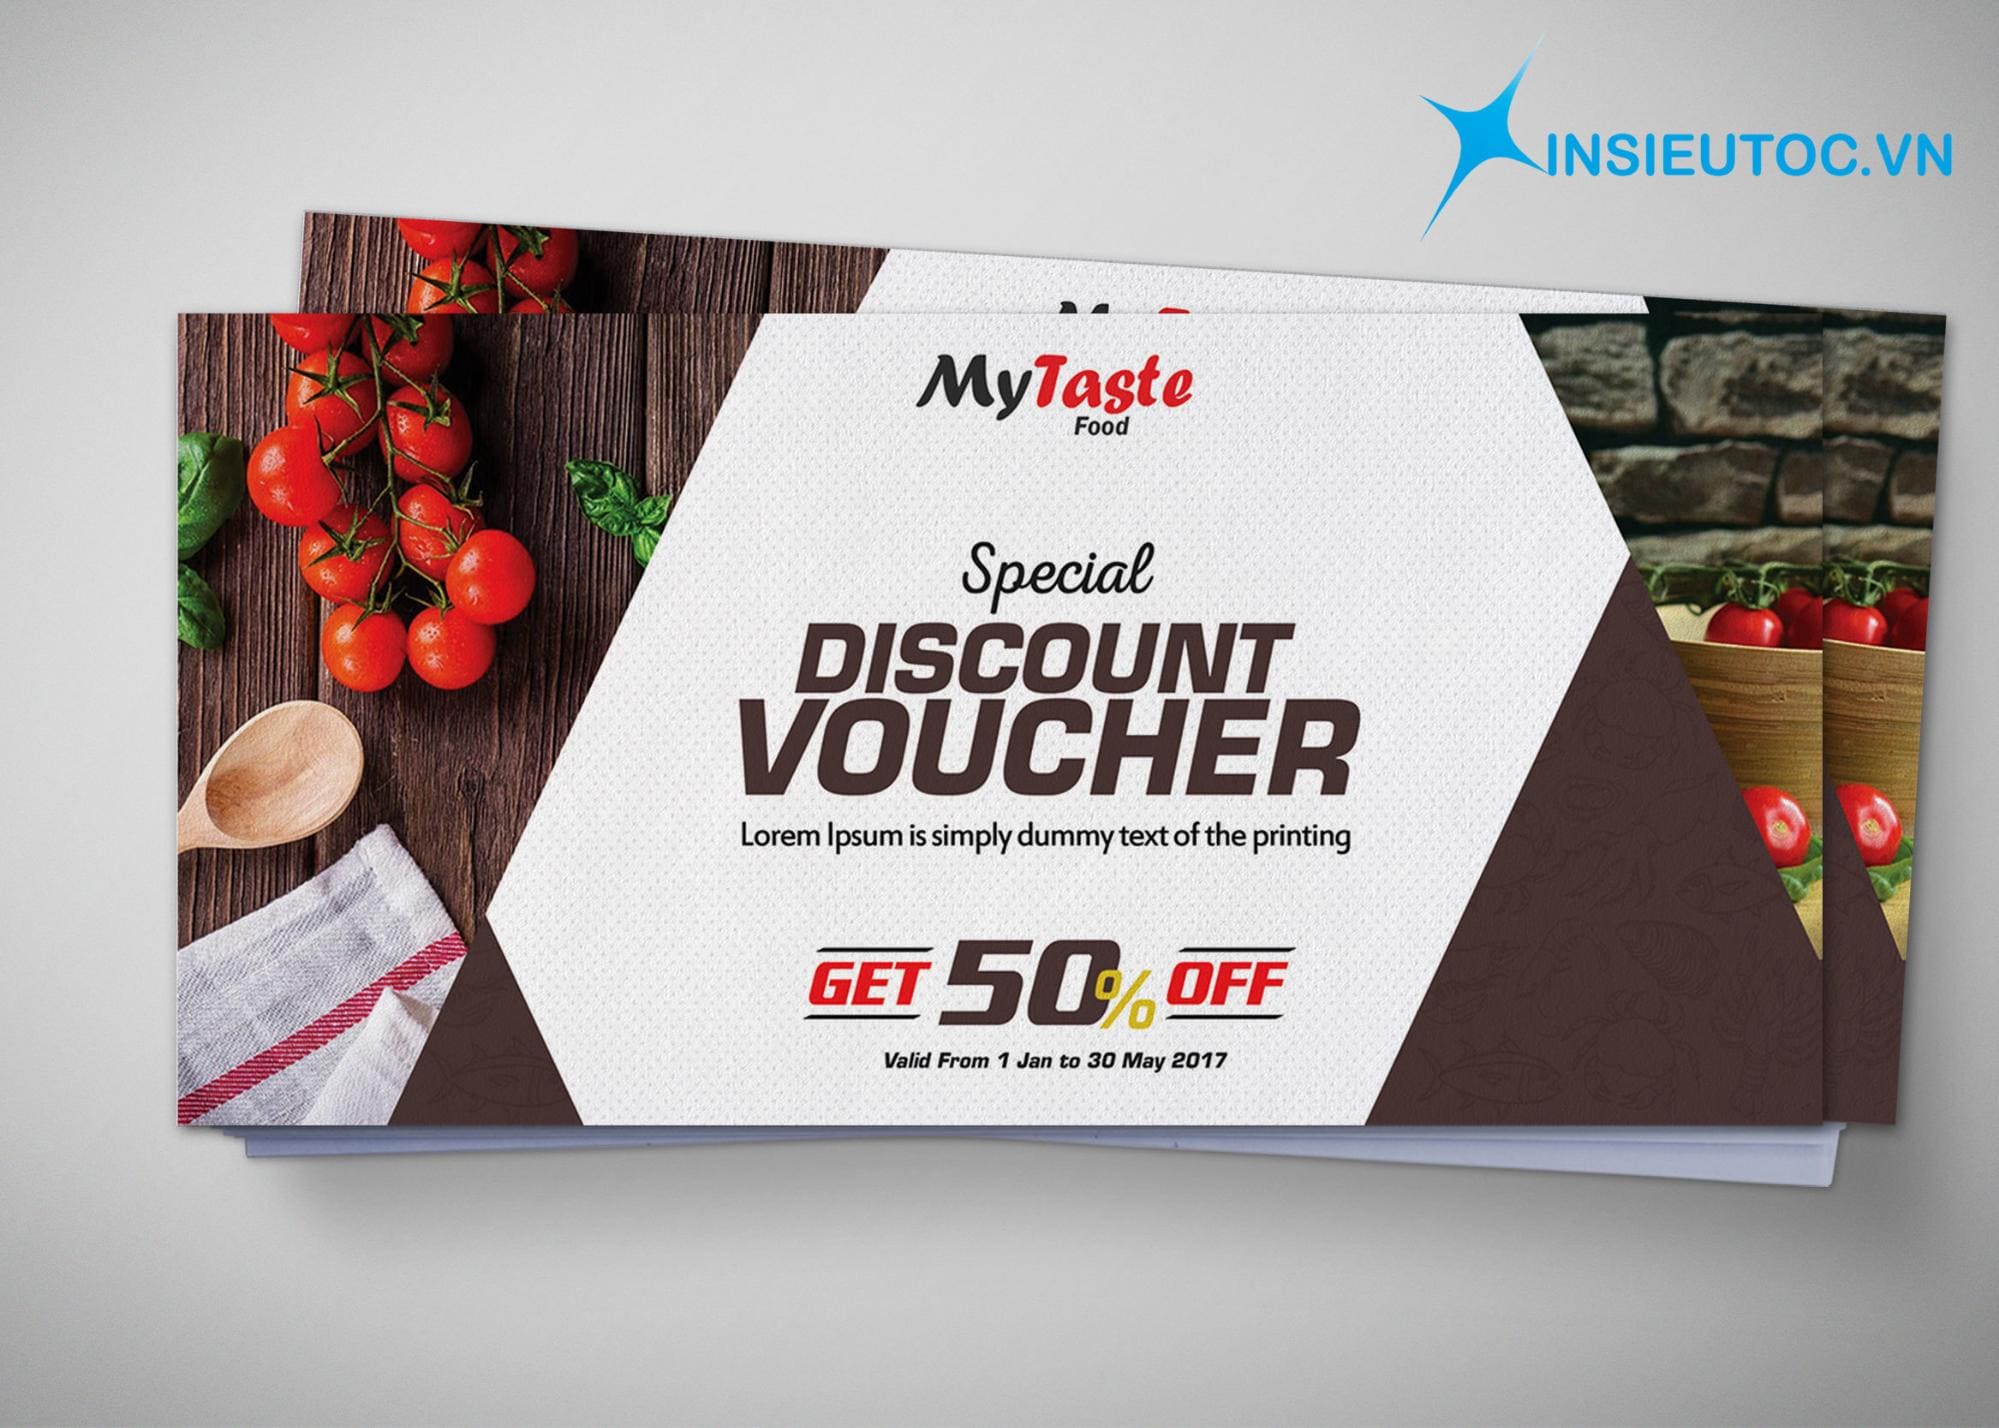 INSIEUTOC.VN
MyTaste
Food
Special
DISCOUNT
VOUCHER
Lorem Ipsum is simply dummy text of the printing
GET 50% OFF
Valid From 1 Jan to 30 May 2017